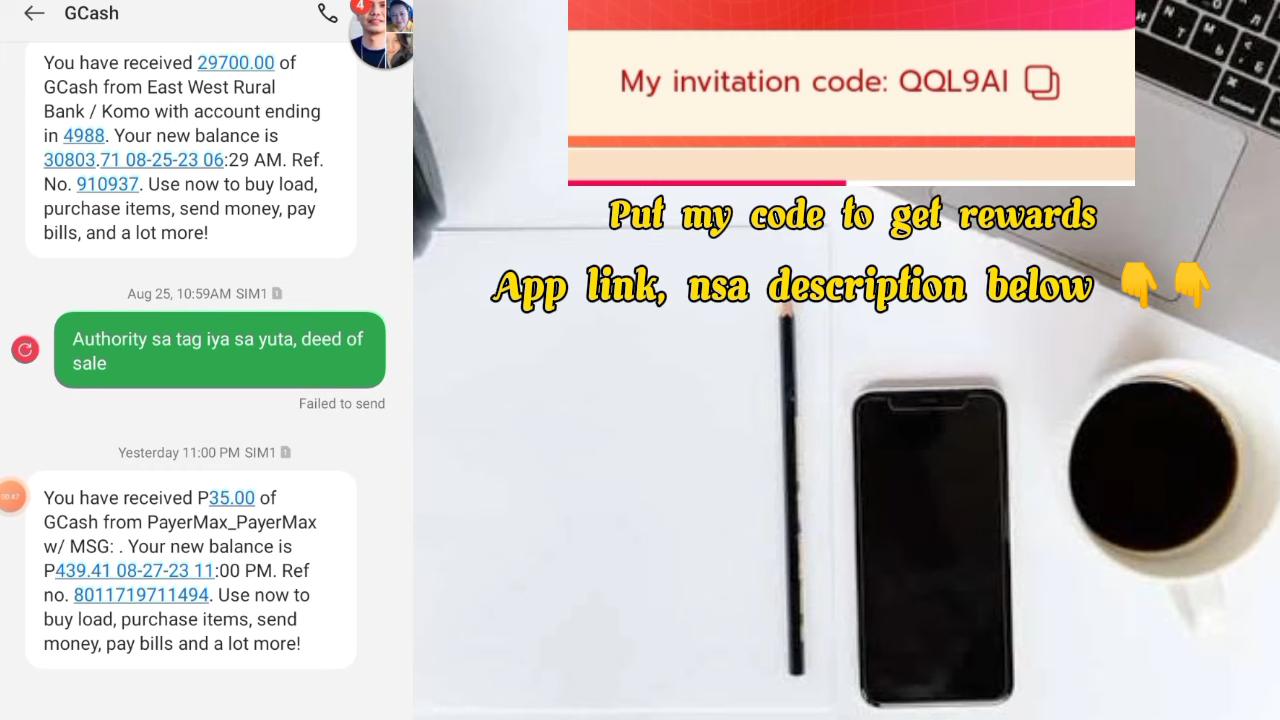 GCash
4
You have received 29700.00 of
GCash from East West Rural
Bank / Komo with account ending
in 4988. Your new balance is
30803.71 08-25-23 06:29 AM. Ref.
No. 910937. Use now to buy load,
purchase items, send money, pay
bills, and a lot more!
Aug 25, 10:59AM SIM1
Authority sa tag iya sa yuta, deed of
sale
Failed to send
Yesterday 11:00 PM SIM1
00:47
You have received P35.00 of
GCash from PayerMax_PayerMax
w/ MSG: . Your new balance is
P439.41 08-27-23 11:00 PM. Ref
no. 8011719711494. Use now to
buy load, purchase items, send
money, pay bills and a lot more!
My invitation code: QQL9AI
Put my code to get rewards
App link, nsa description below 👇👇